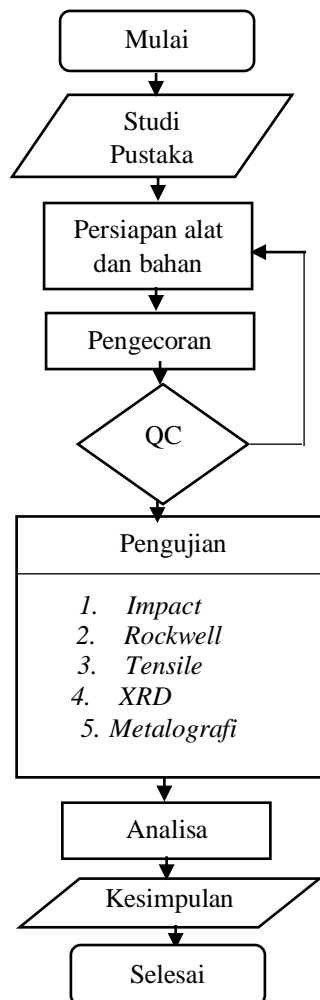 Mulai
Studi
Pustaka
Persiapan alat
dan bahan
Pengecoran
QC
Pengujian
1. Impact
2. Rockwell
3. Tensile
4. XRD
5. Metalografi
Analisa
Kesimpulan
Selesai